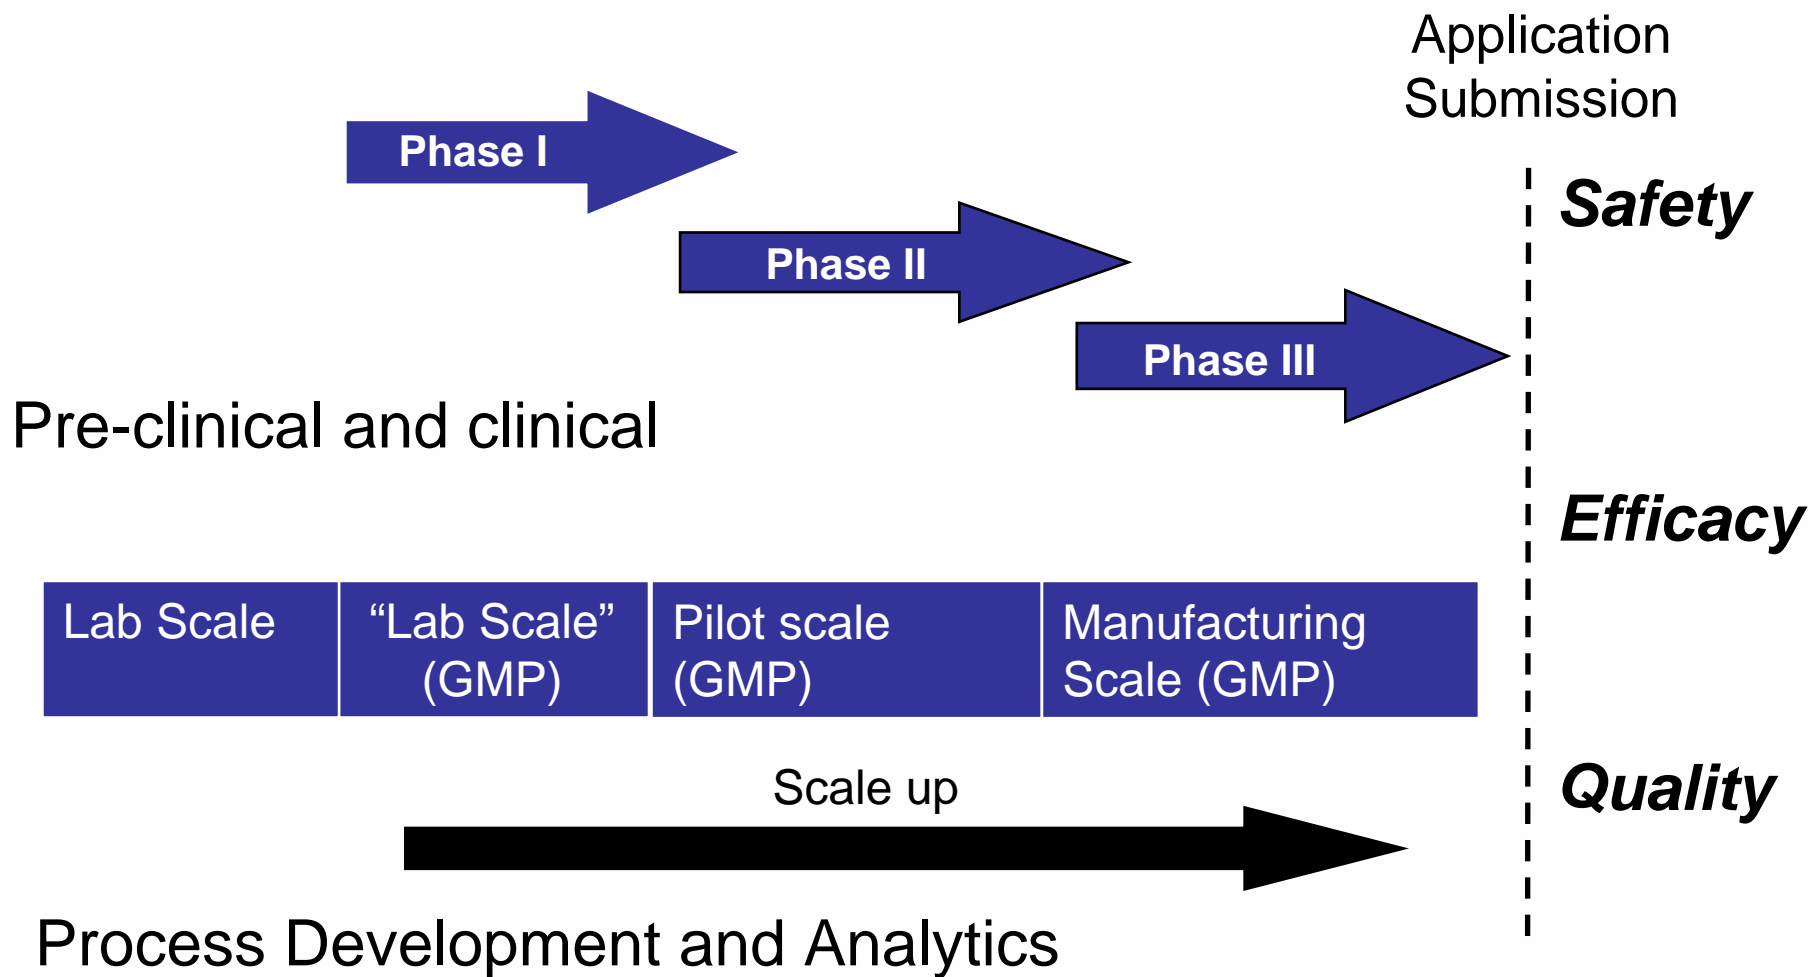 Application
Submission
Phase I
Safety
Phase II
Phase III
Pre-clinical and clinical
Efficacy
Lab Scale
“Lab Scale”
(GMP)
Pilot scale
(GMP)
Manufacturing
Scale (GMP)
Scale up
Quality
Process Development and Analytics